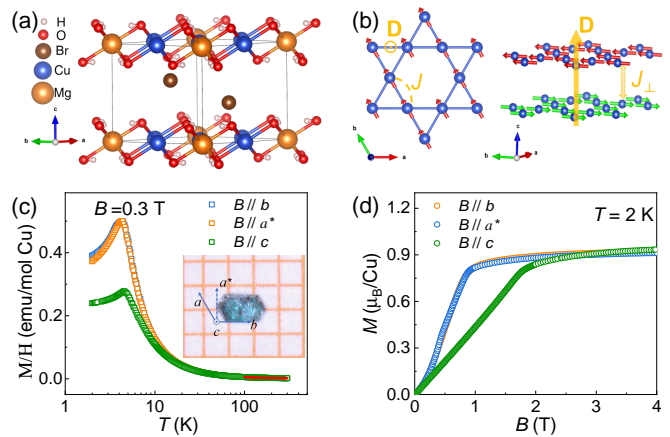 (a)
H
O
Br
Cu
Mg
c
b
a
(b)
D
J
b
a
D
J⊥
c
b
a
(c)
B=0.3 T
B // b
B // a*
B // c
M/H (emu/mol Cu)
0.4
0.2
0.0
1
10
100
T (K)
a*
a
c
b
(d)
B // b
B // a*
B // c
T = 2 K
M (μB/Cu)
1.2
0.9
0.6
0.3
0.0
0
1
2
3
4
B (T)